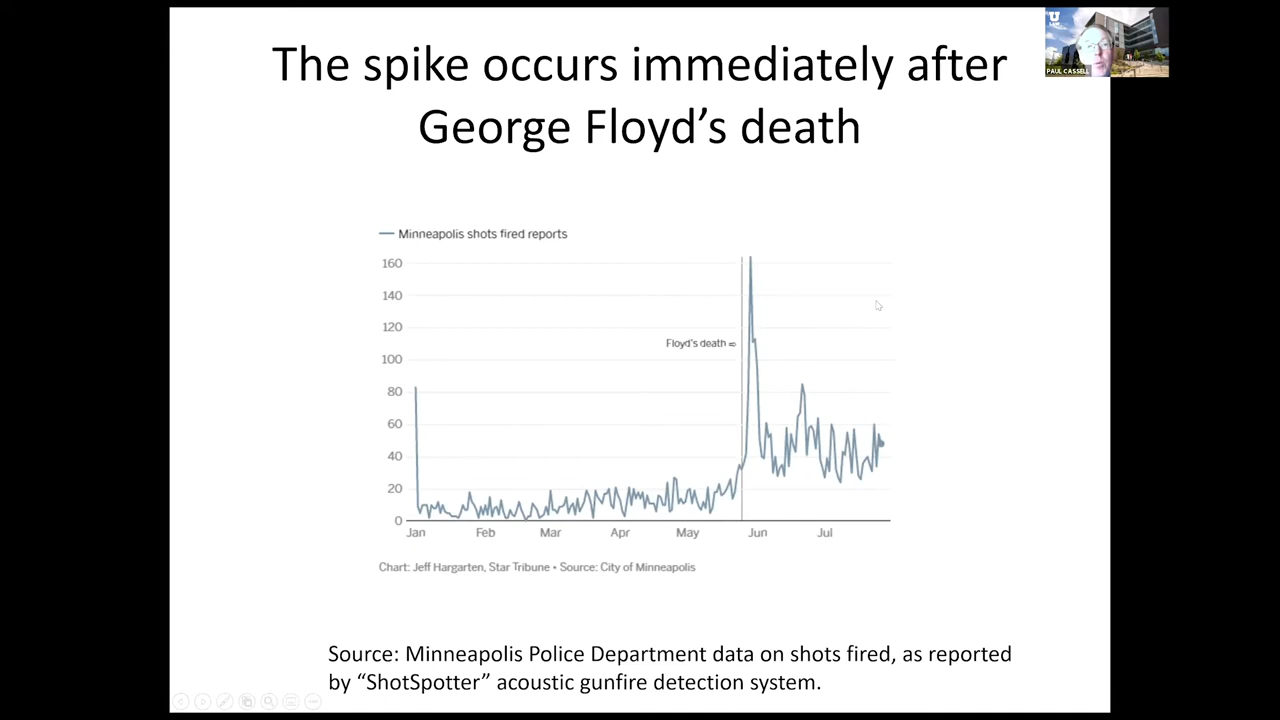 The spike occurs immediately after
George Floyd's death
U
PAUL CASSELL
Minneapolis shots fired reports
160
140
120
Floyd's death ⇨
100
80
60
40
20
0
Jan Feb Mar Apr May Jun Jul
Chart: Jeff Hargarten, Star Tribune • Source: City of Minneapolis
Source: Minneapolis Police Department data on shots fired, as reported
by “ShotSpotter” acoustic gunfire detection system.